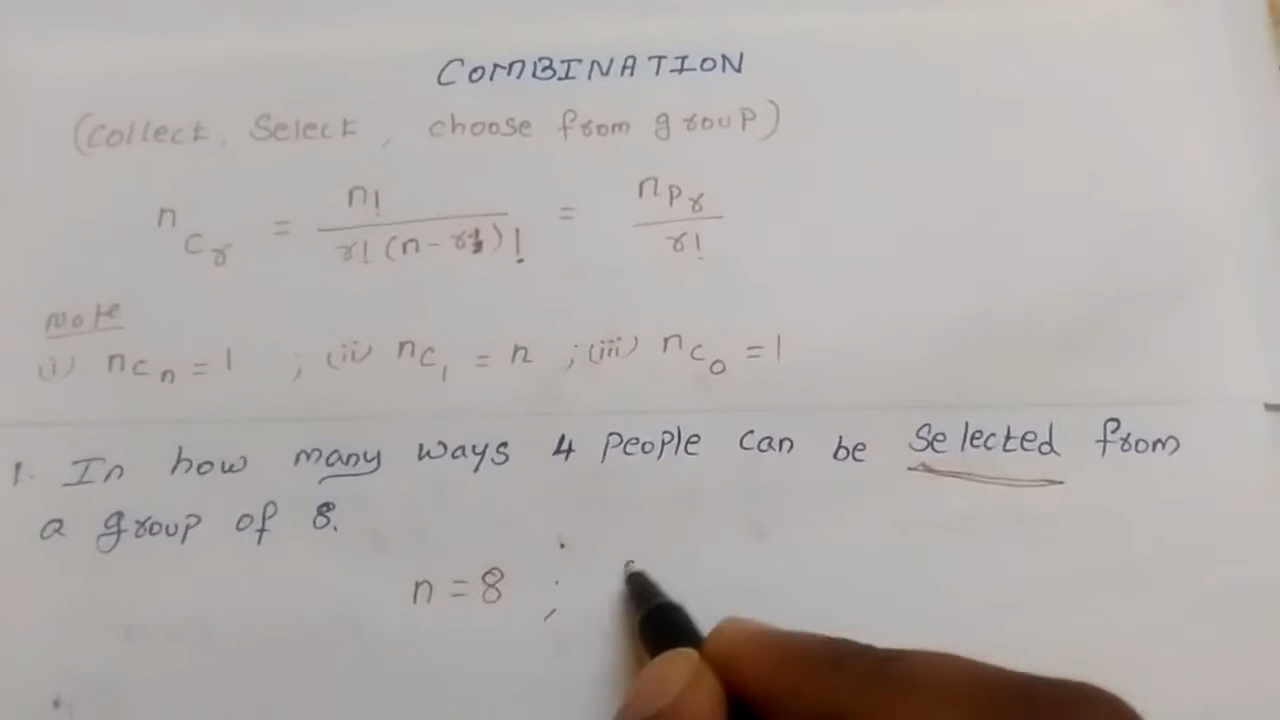 COMBINATION
(Collect, Select, choose from group)
nCr = n! / r!(n-r)! = nPr / r!
Note
(i) nCn = 1 ; (ii) nC1 = n ; (iii) nC0 = 1
1. In how many ways 4 people can be selected from
a group of 8.
n = 8 ;